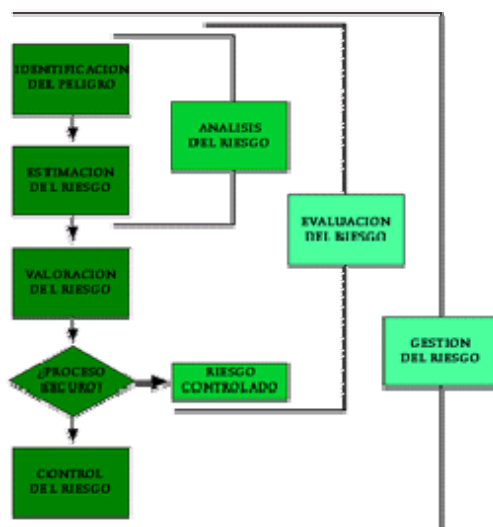 IDENTIFICACION
DEL PELIGRO
ANALISIS
DEL RIESGO
ESTIMACION
DEL RIESGO
EVALUACION
DEL RIESGO
VALORACION
DEL RIESGO
GESTION
DEL RIESGO
¿PROCESO
SEGURO?
RIESGO
CONTROLADO
CONTROL
DEL RIESGO